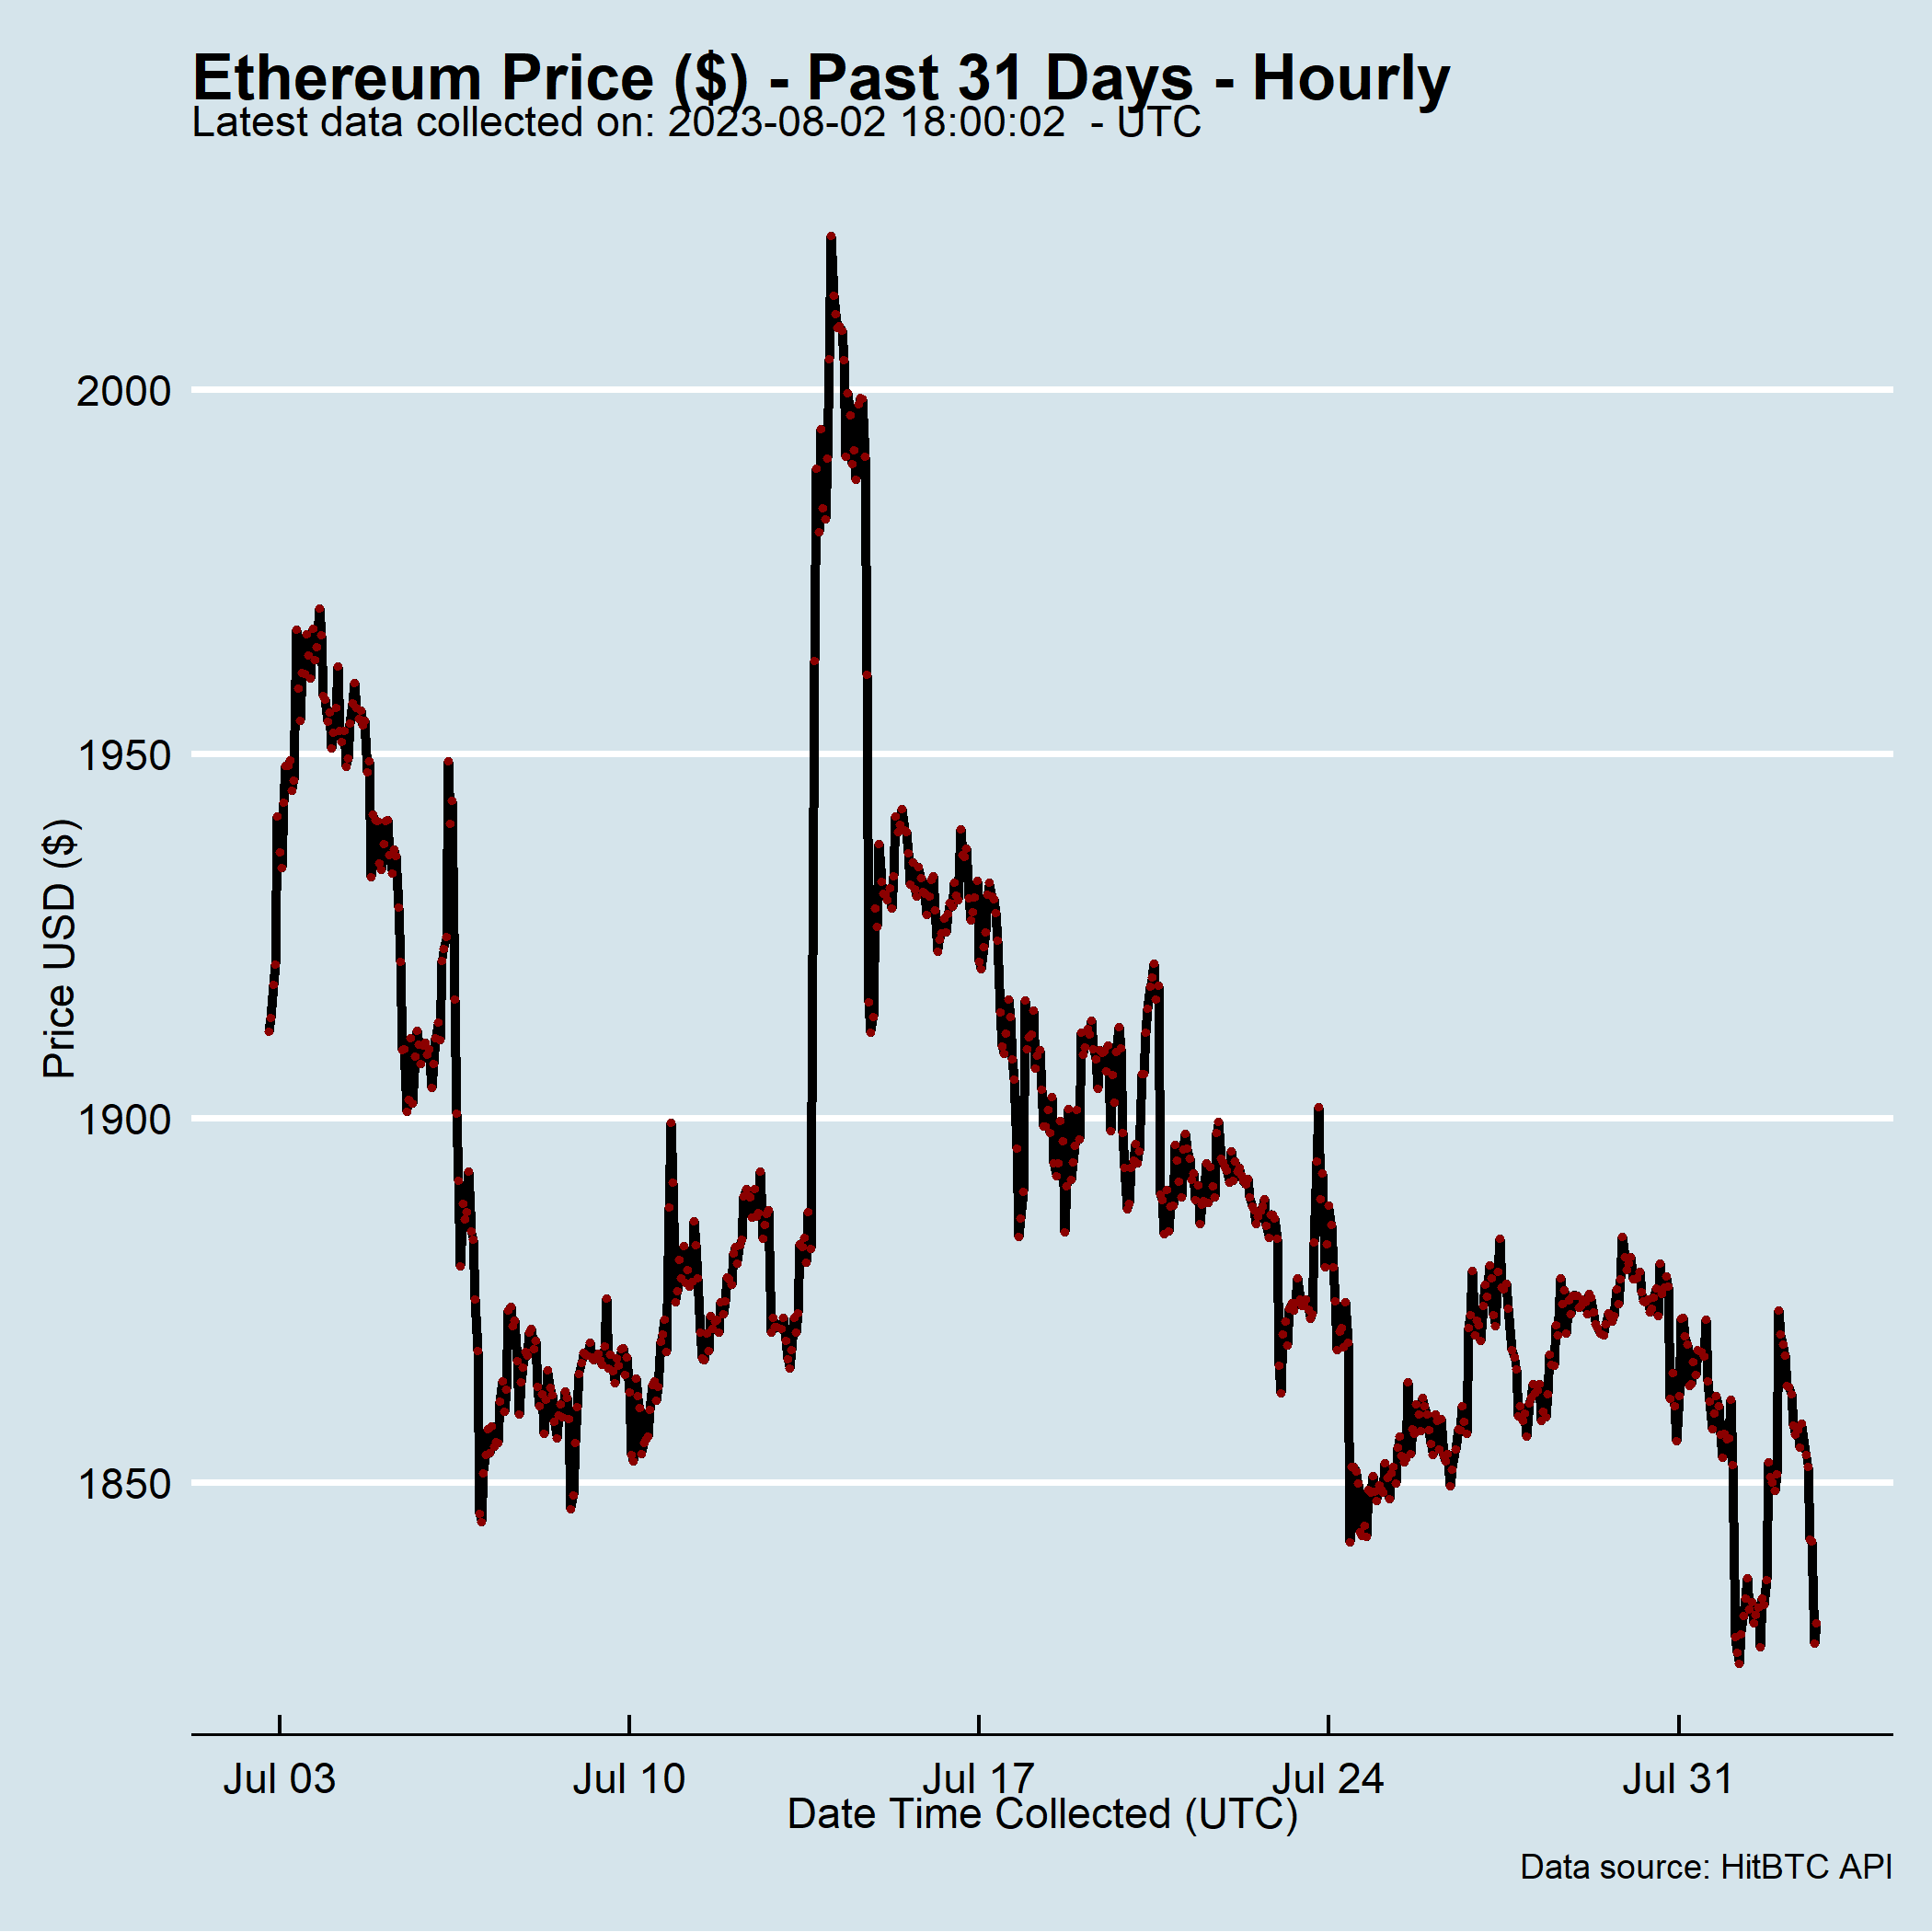 Ethereum Price ($) - Past 31 Days - Hourly
Latest data collected on: 2023-08-02 18:00:02  - UTC
Price USD ($)
2000
1950
1900
1850
Jul 03
Jul 10
Jul 17
Jul 24
Jul 31
Date Time Collected (UTC)
Data source: HitBTC API